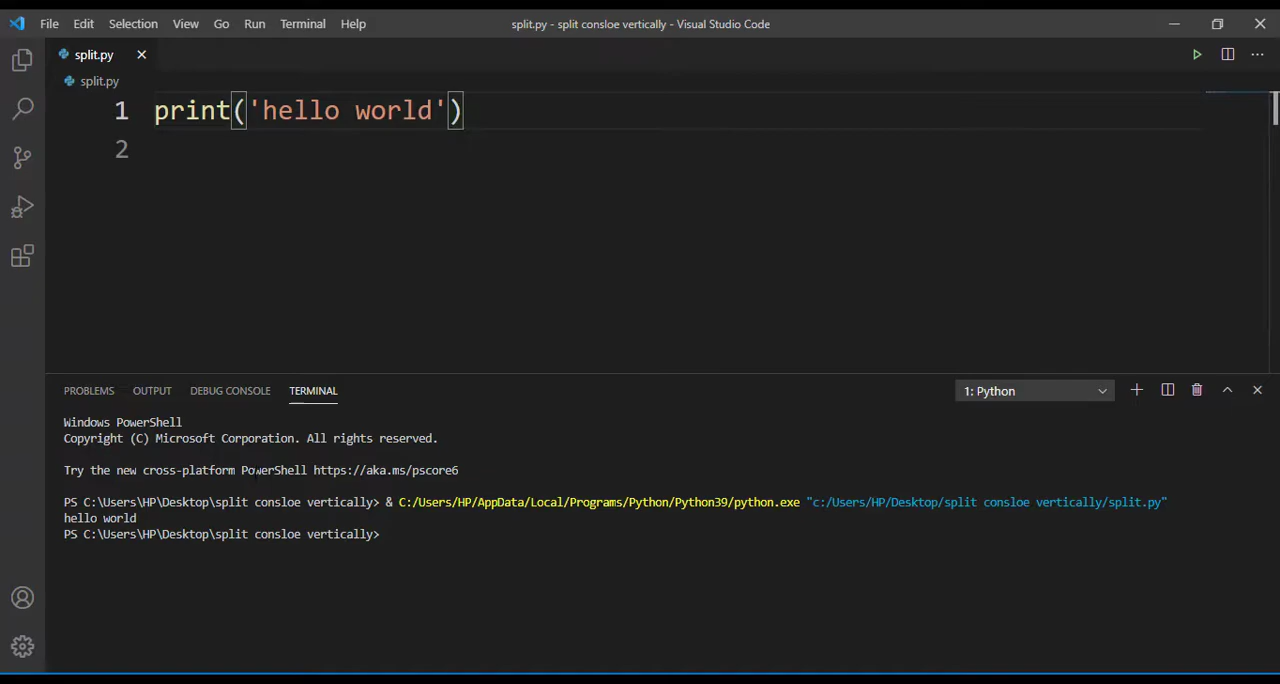 File Edit Selection View Go Run Terminal Help
split.py - split consloe vertically - Visual Studio Code
split.py
split.py
1 print('hello world')
2
PROBLEMS OUTPUT DEBUG CONSOLE TERMINAL
1: Python
Windows PowerShell
Copyright (C) Microsoft Corporation. All rights reserved.
Try the new cross-platform PowerShell https://aka.ms/pscore6
PS C:\Users\HP\Desktop\split consloe vertically> & C:/Users/HP/AppData/Local/Programs/Python/Python39/python.exe "c:/Users/HP/Desktop/split consloe vertically/split.py"
hello world
PS C:\Users\HP\Desktop\split consloe vertically>